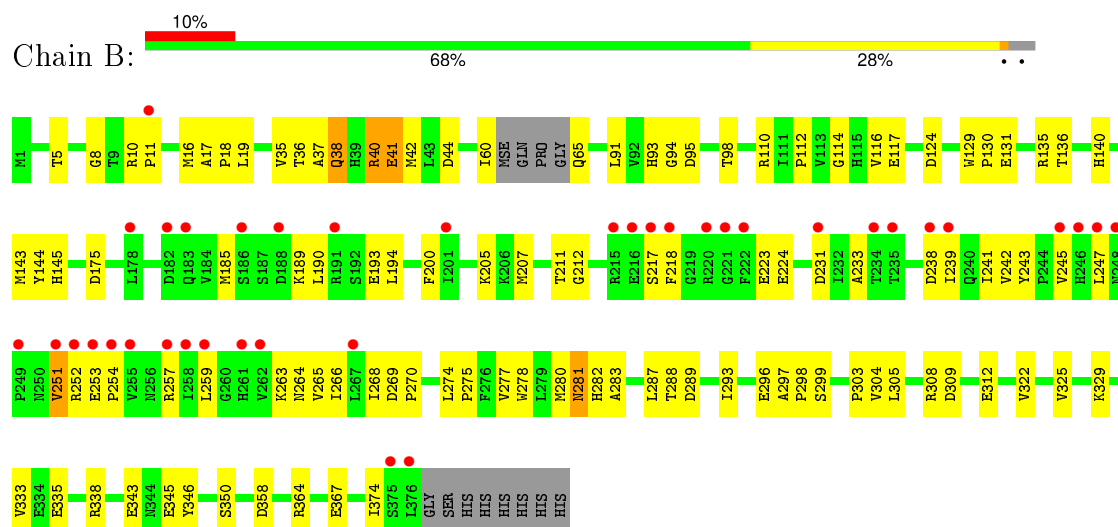 10%
Chain B:
68% 28% • •
M1 T5 G8 T9 R10 P11 M16 A17 P18 L19 V35 T36 A37 Q38 H39 R40 E41 M42 L43 D44 I60 MSE GLN PRO GLY Q65 L91 V92 H93 G94 D95 T98 R110 I111 P112 V113 G114 H115 V116 E117 D124 W129 P130 E131 R135 T136 H140
M143 Y144 H145 D175 L178 D182 Q183 V184 M185 S186 S187 D188 K189 L190 R191 S192 E193 L194 F200 I201 K205 K206 M207 T211 G212 R215 E216 S217 F218 G219 R220 G221 F222 E223 E224 D231 I232 A233 T234 T235 D238 I239 Q240 I241 V242 Y243 P244 V245 H246 L247 N248
P249 N250 V251 R252 E253 P254 V255 N256 R257 I258 L259 G260 H261 V262 K263 N264 V265 I266 L267 I268 D269 P270 L274 P275 F276 V277 W278 L279 M280 N281 H282 A283 L287 T288 D289 I293 E296 A297 P298 S299 P303 V304 L305 R308 D309 E312 V322 V325 K329
V333 E334 E335 R338 E343 N344 E345 Y346 S350 D358 R364 E367 I374 S375 L376 GLY SER HIS HIS HIS HIS HIS HIS